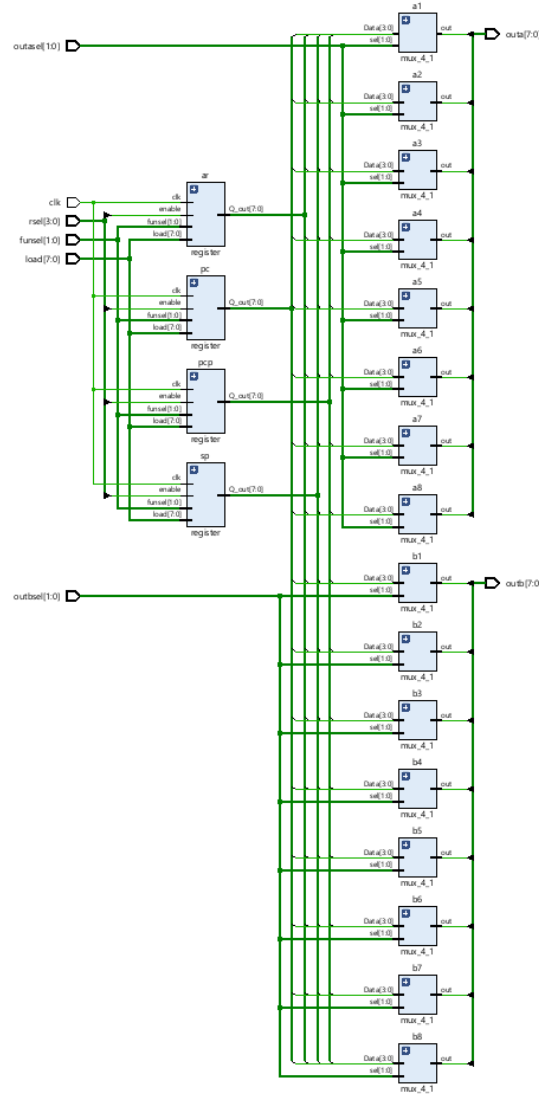 a1
Data[3:0]
out
outa[7:0]
outasel[1:0]
sel[1:0]
mux_4_1
a2
Data[3:0]
out
sel[1:0]
mux_4_1
a3
Data[3:0]
out
sel[1:0]
mux_4_1
ar
clk
clk
enable
Q_out[7:0]
rsel[3:0]
funsel[1:0]
funsel[1:0]
load[7:0]
load[7:0]
register
a4
Data[3:0]
out
sel[1:0]
mux_4_1
pc
clk
enable
Q_out[7:0]
funsel[1:0]
load[7:0]
register
a5
Data[3:0]
out
sel[1:0]
mux_4_1
pcp
clk
enable
Q_out[7:0]
funsel[1:0]
load[7:0]
register
a6
Data[3:0]
out
sel[1:0]
mux_4_1
a7
Data[3:0]
out
sel[1:0]
mux_4_1
sp
clk
enable
Q_out[7:0]
funsel[1:0]
load[7:0]
register
a8
Data[3:0]
out
sel[1:0]
mux_4_1
b1
Data[3:0]
out
outb[7:0]
outbsel[1:0]
sel[1:0]
mux_4_1
b2
Data[3:0]
out
sel[1:0]
mux_4_1
b3
Data[3:0]
out
sel[1:0]
mux_4_1
b4
Data[3:0]
out
sel[1:0]
mux_4_1
b5
Data[3:0]
out
sel[1:0]
mux_4_1
b6
Data[3:0]
out
sel[1:0]
mux_4_1
b7
Data[3:0]
out
sel[1:0]
mux_4_1
b8
Data[3:0]
out
sel[1:0]
mux_4_1